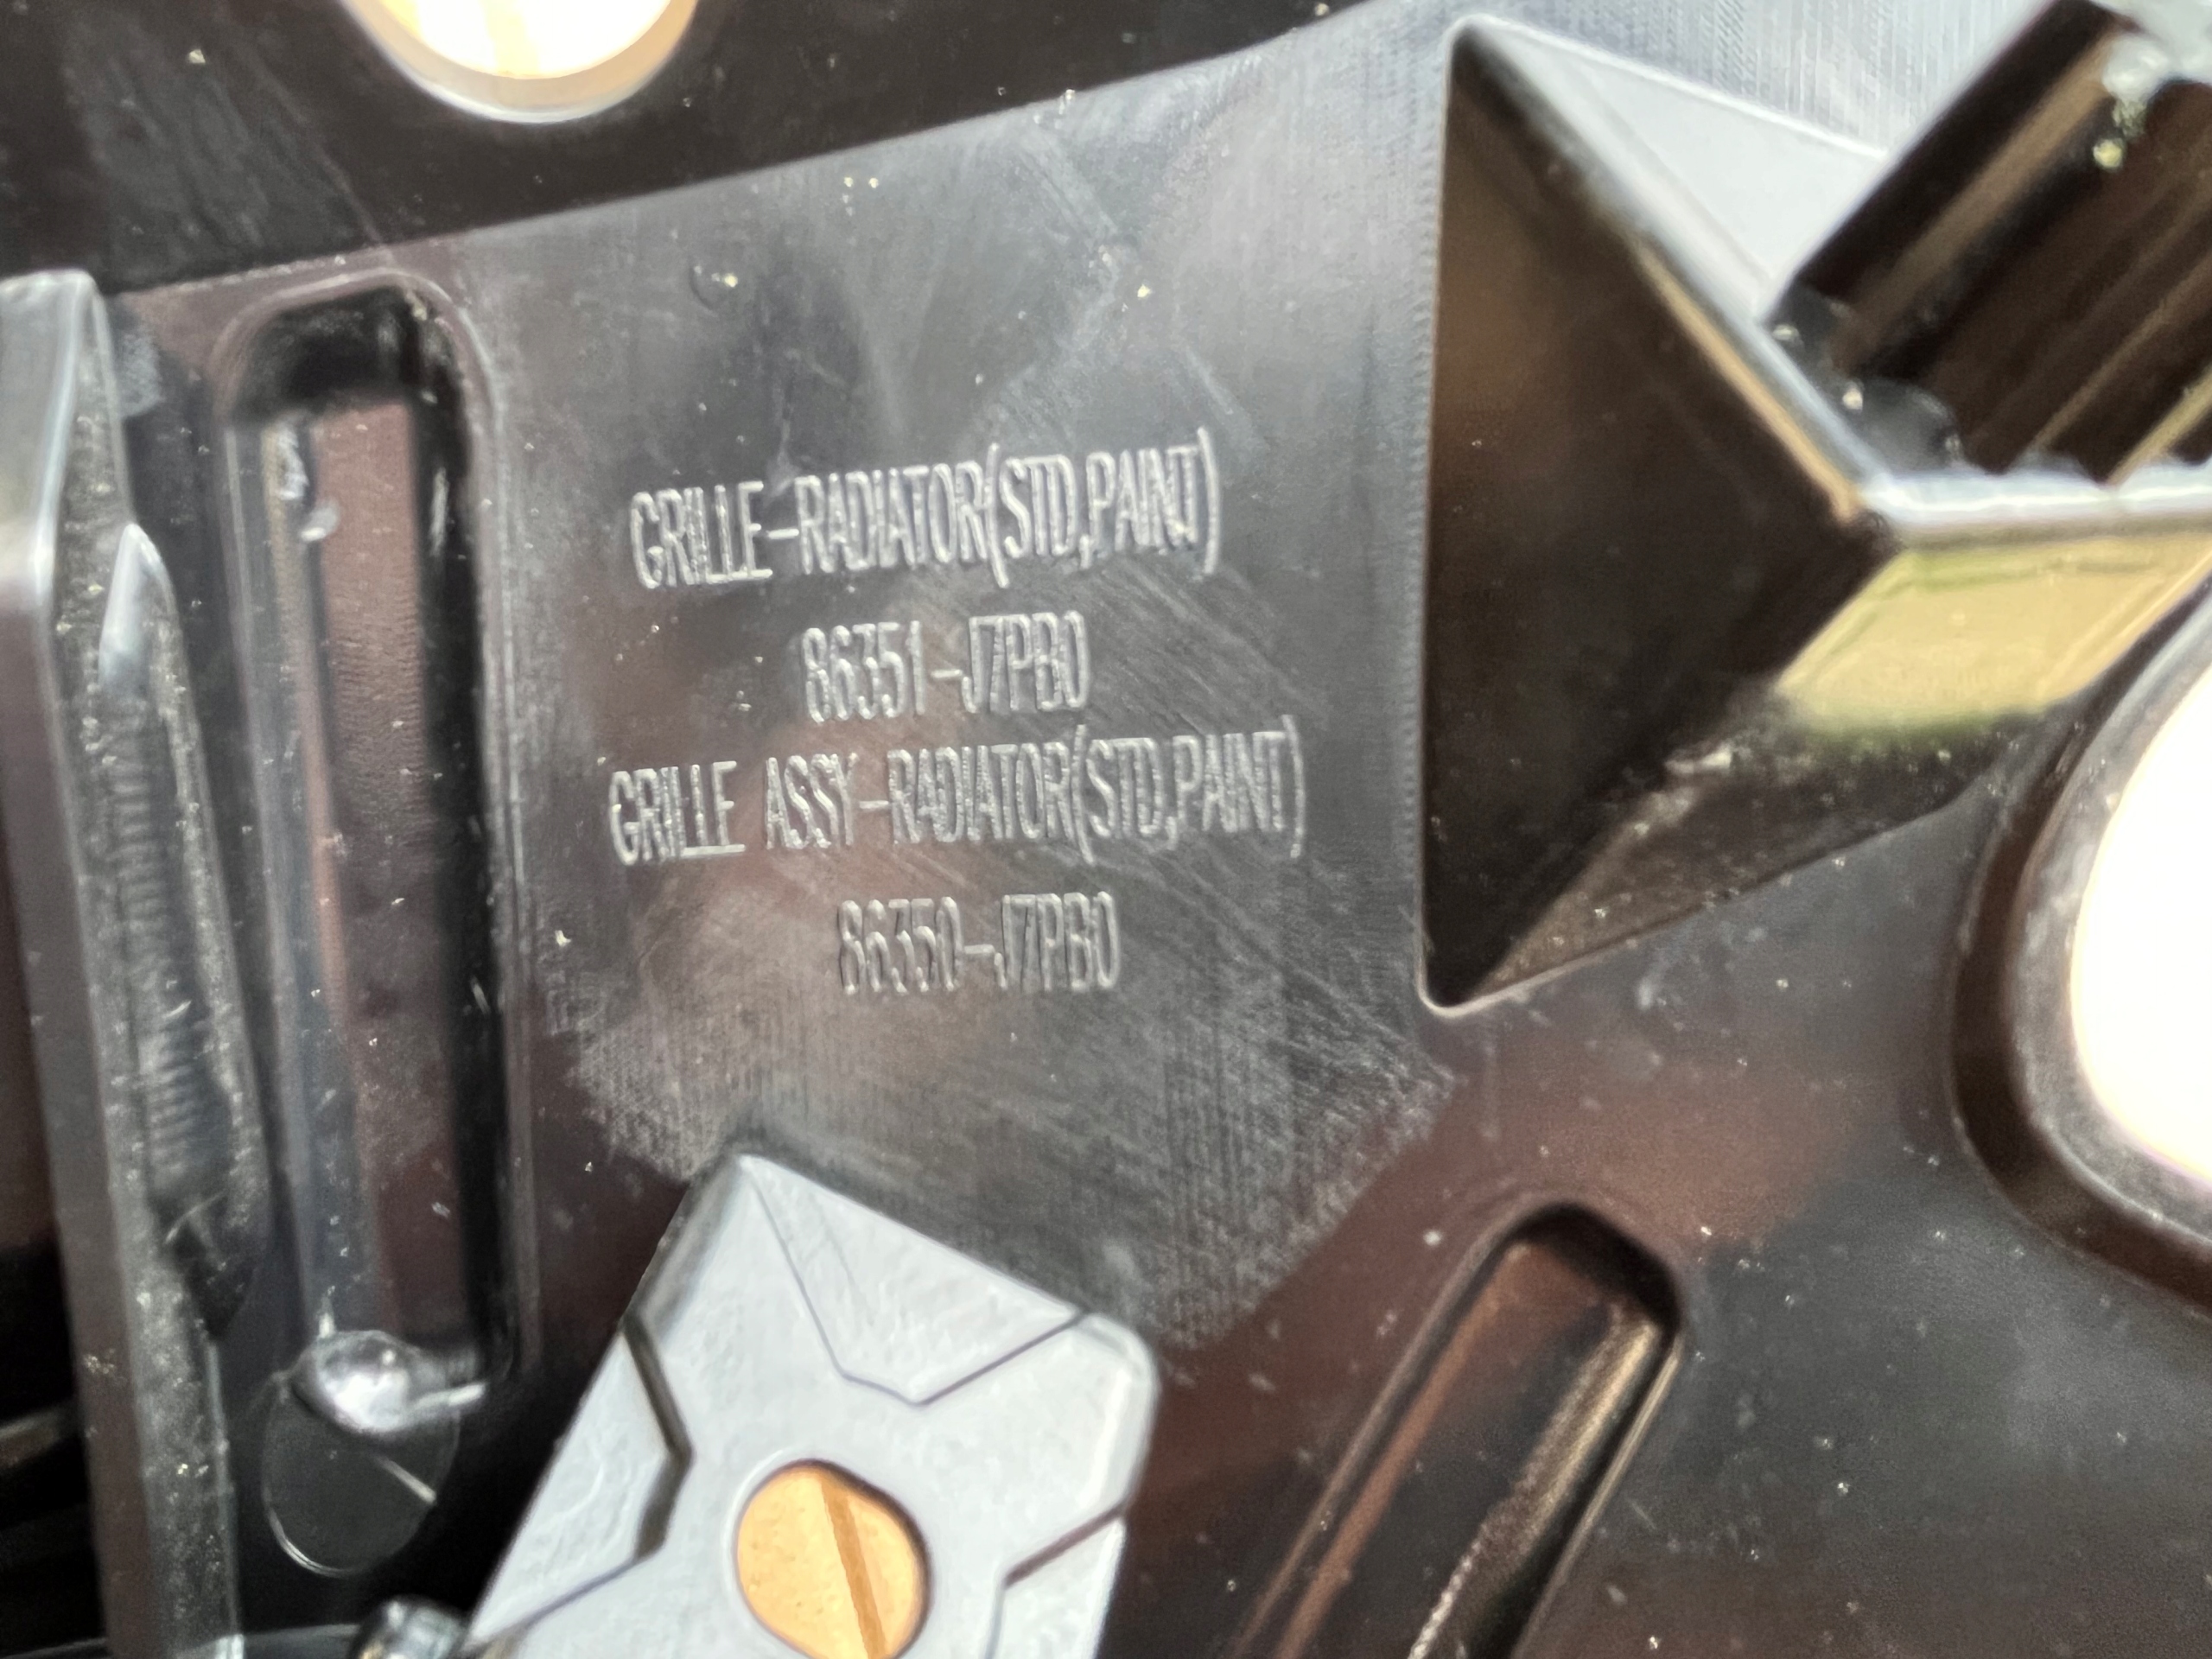 GRILLE-RADIATOR(STD,PAINT)
86351-J7PB0
GRILLE ASSY-RADIATOR(STD,PAINT)
86350-J7PB0